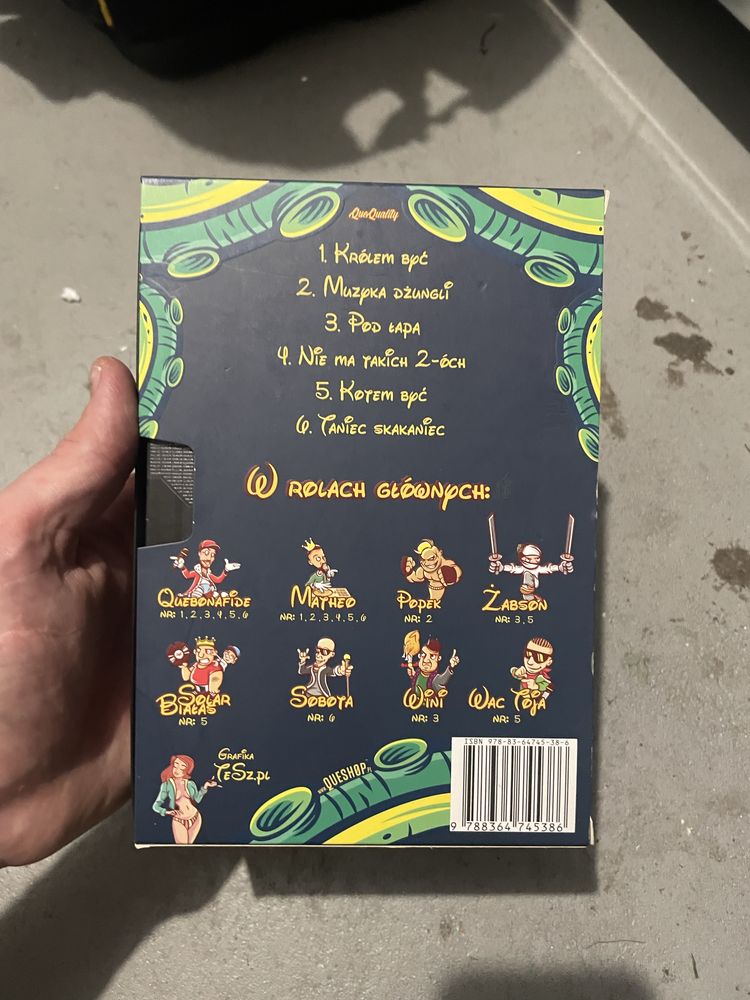 QueQuality
1. Królem być
2. Muzyka dżungli
3. Pod łapą
4. Nie ma takich 2-óch
5. Kotem być
6. Taniec skakaniec
W rolach głównych:
Quebonafide
nr: 1, 2, 3, 4, 5, 6
Matheo
nr: 1, 2, 3, 4, 5, 6
Popek
nr: 2
Żabson
nr: 3, 5
Solar
Białas
nr: 5
Sobota
nr: 6
Wini
nr: 3
Wac Toja
nr: 5
Grafika
TeSz.pl
www.QUESHOP.pl
ISBN 978-83-64745-38-6
9 788364 745386